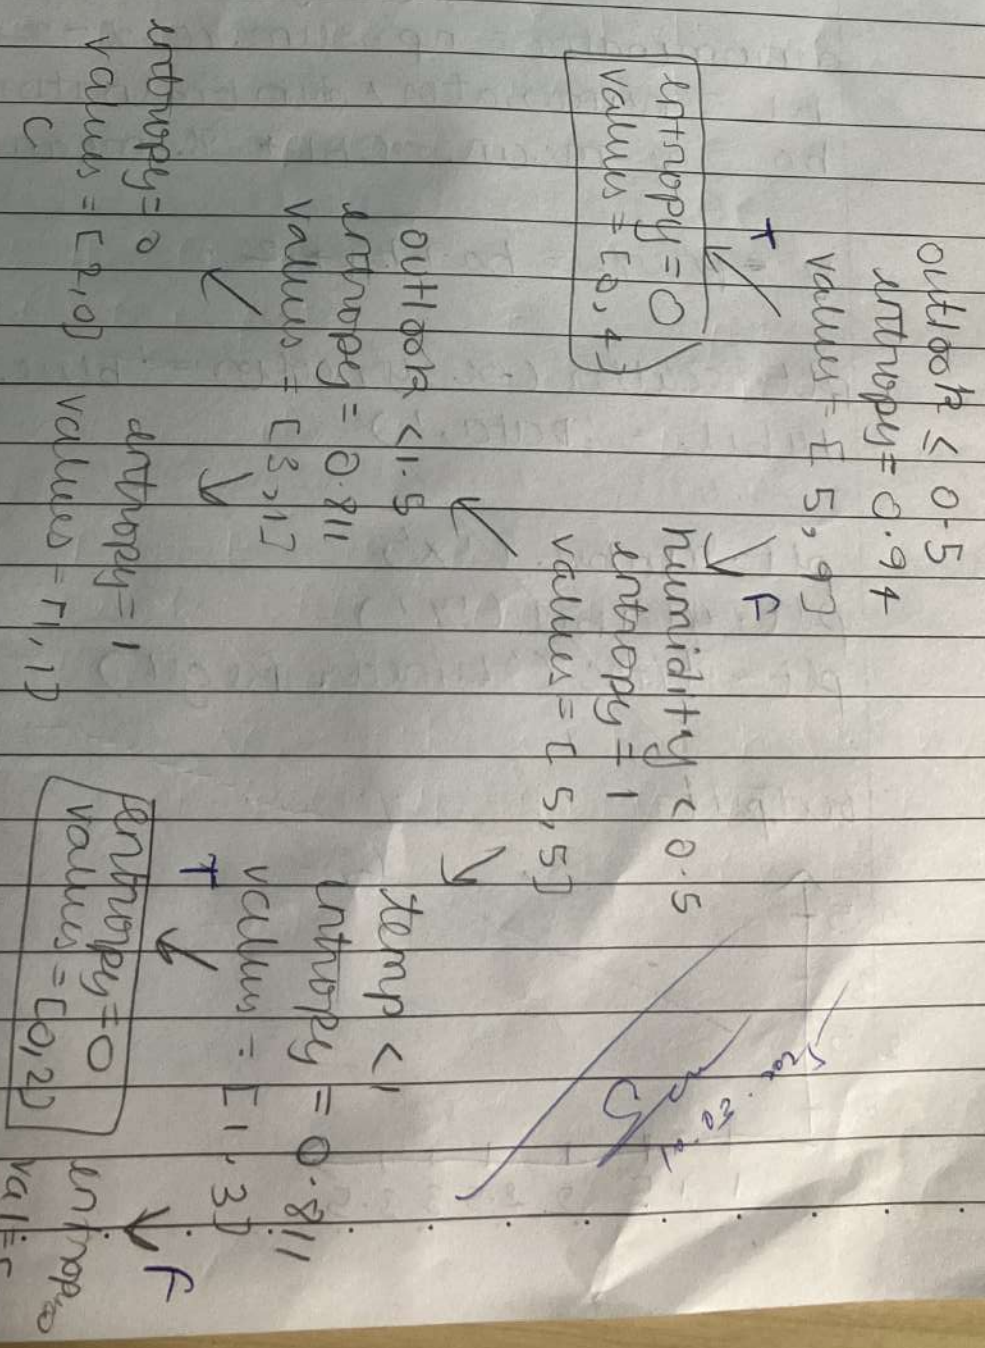 outlook ≤ 0.5
entropy = 0.94
values = [5, 9]
T
F
entropy = 0
values = [0, 4]
humidity < 0.5
entropy = 1
values = [5, 5]
outlook < 1.5
entropy = 0.811
values = [3, 1]
temp < 1
entropy = 0.811
values = [1, 3]
T
F
entropy = 0
values = [2, 0]
C
entropy = 1
values = [1, 1]
entropy = 0
values = [0, 2]
entrop
val = [